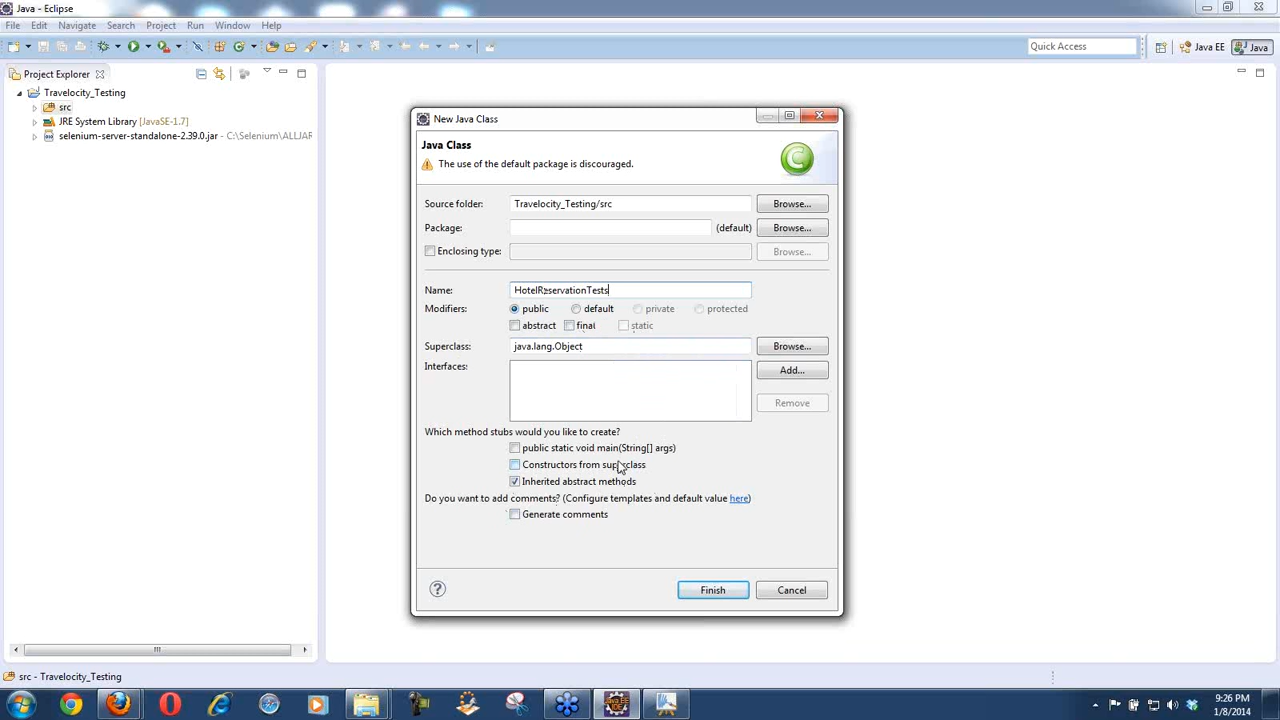 Java - Eclipse
File Edit Navigate Search Project Run Window Help
Quick Access Java EE Java
Project Explorer
Travelocity_Testing
src
JRE System Library [JavaSE-1.7]
selenium-server-standalone-2.39.0.jar - C:\Selenium\ALLJAR
New Java Class
Java Class
The use of the default package is discouraged.
Source folder: Travelocity_Testing/src Browse...
Package: (default) Browse...
Enclosing type: Browse...
Name: HotelReservationTests
Modifiers: public default private protected
abstract final static
Superclass: java.lang.Object Browse...
Interfaces: Add...
Remove
Which method stubs would you like to create?
public static void main(String[] args)
Constructors from superclass
Inherited abstract methods
Do you want to add comments? (Configure templates and default value here)
Generate comments
Finish Cancel
src - Travelocity_Testing
9:26 PM
1/8/2014